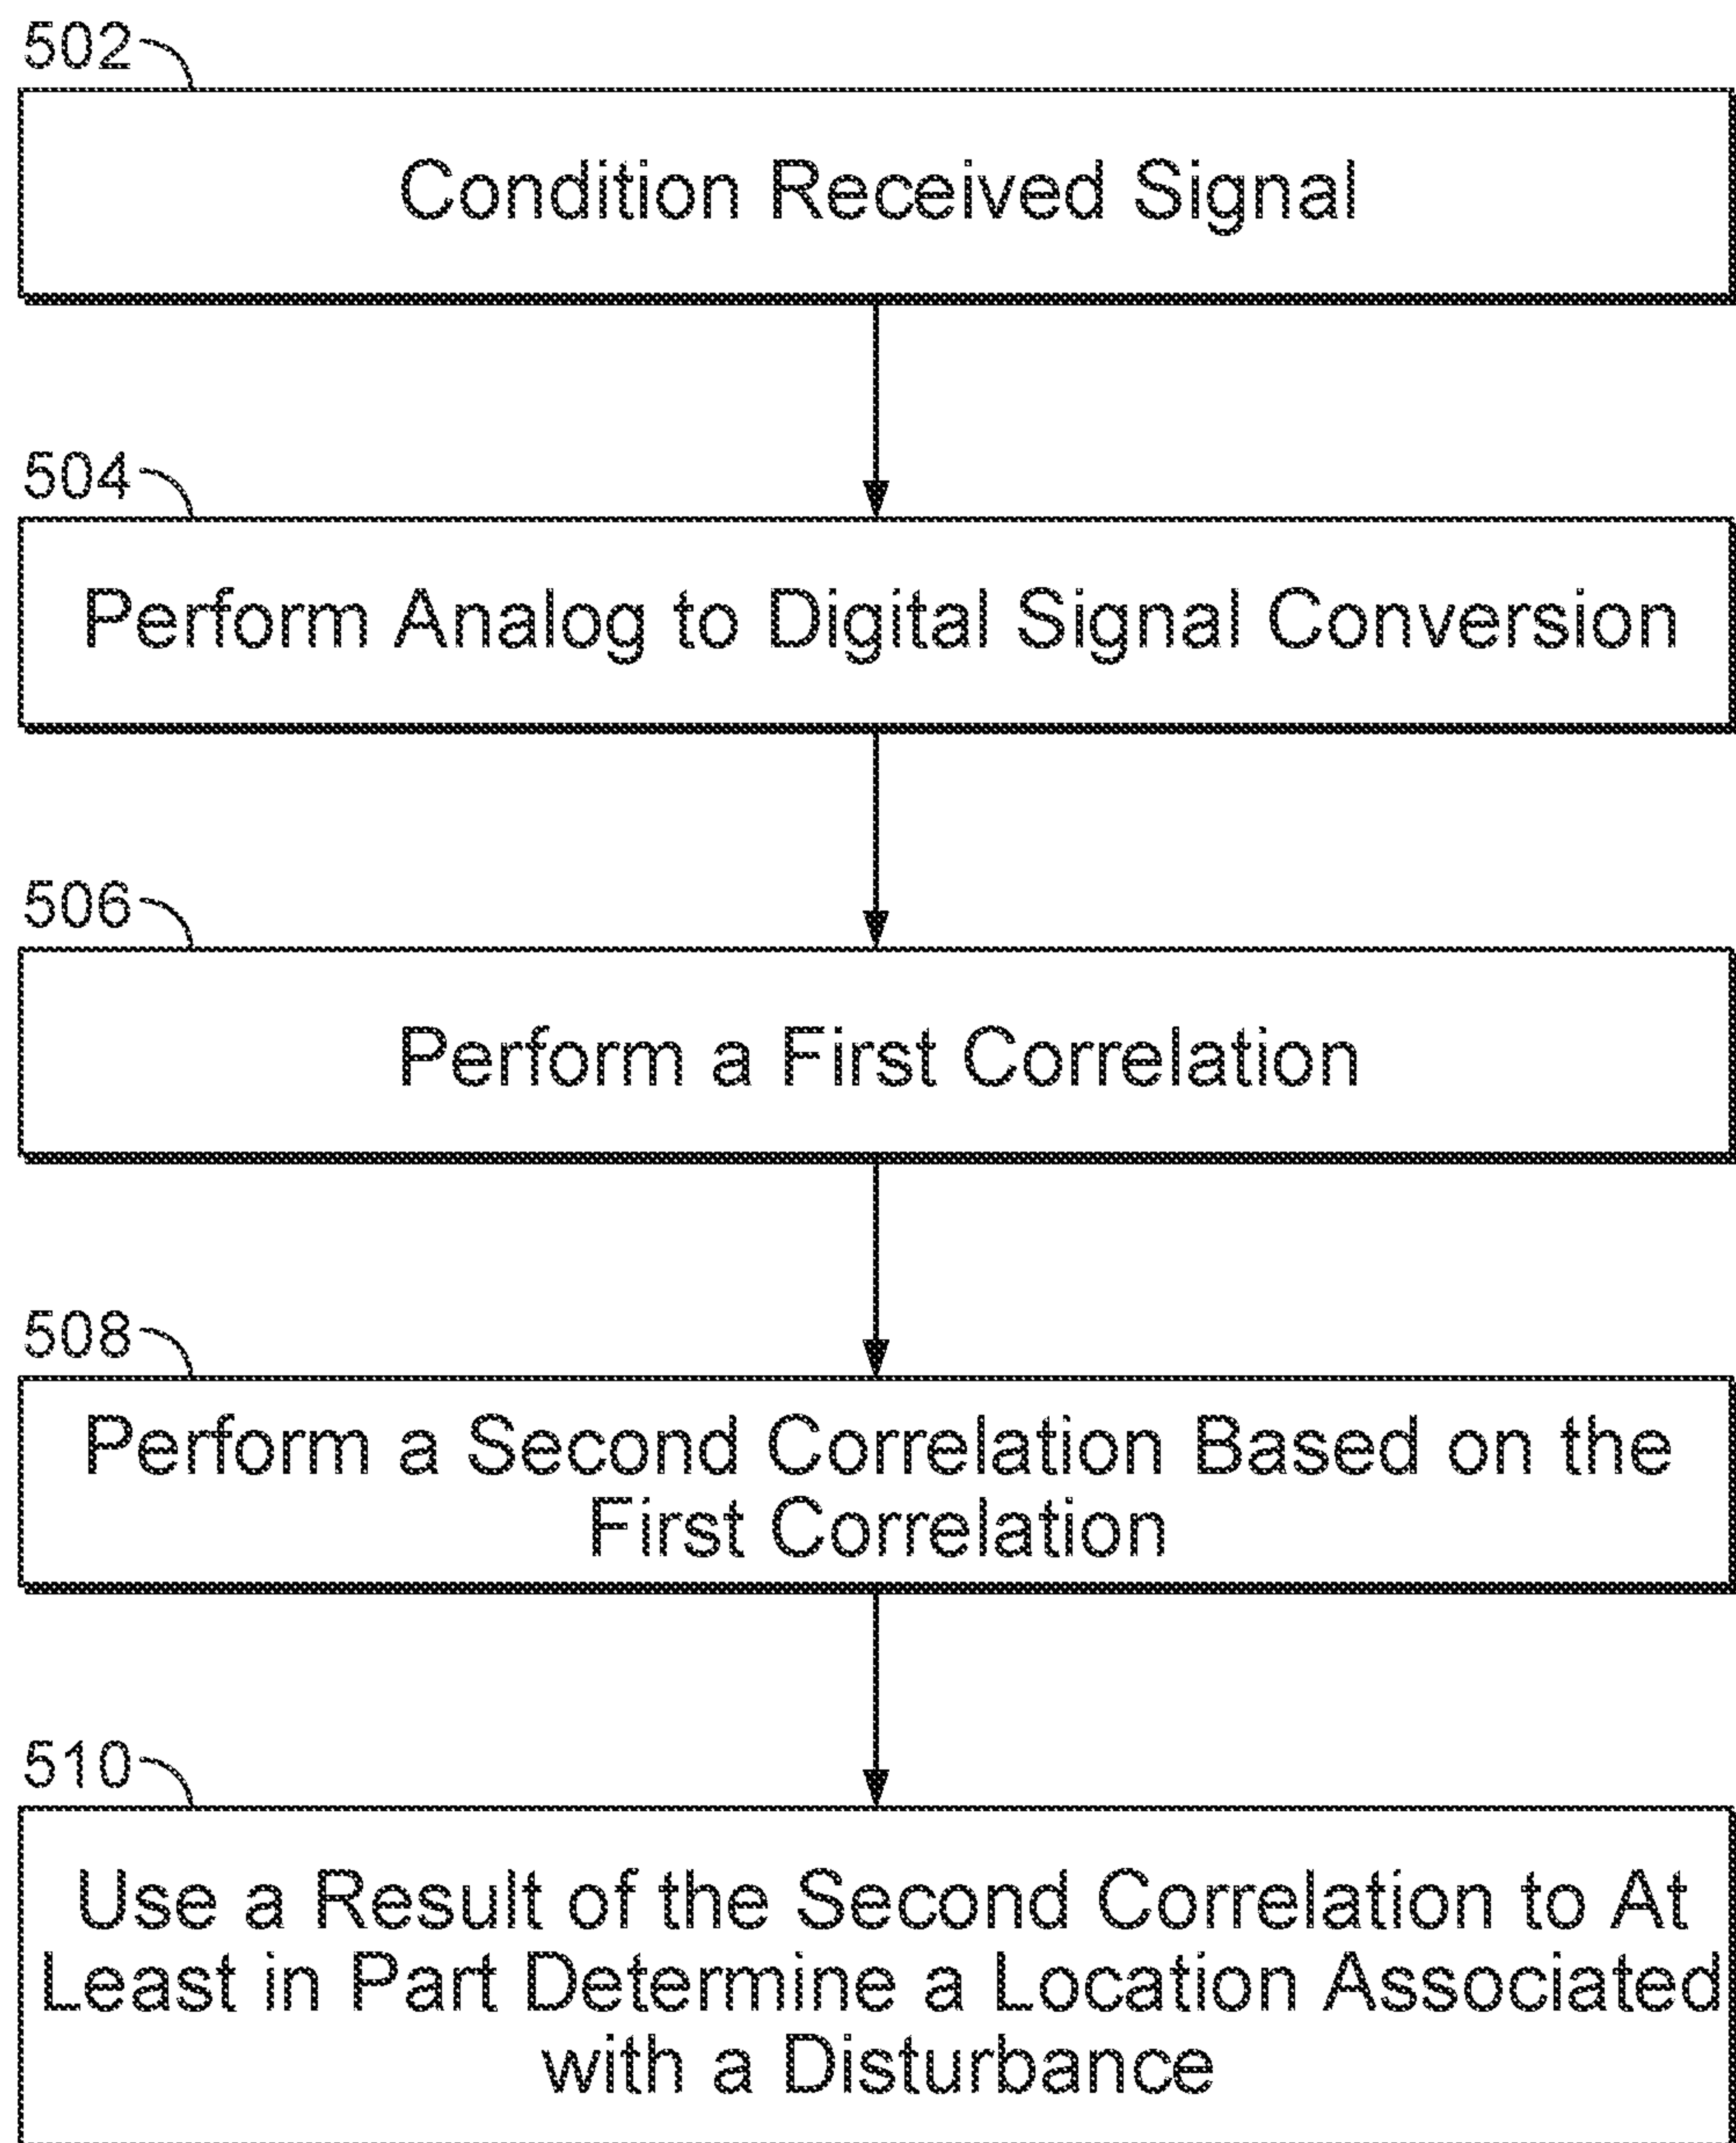 502
Condition Received Signal
504
Perform Analog to Digital Signal Conversion
506
Perform a First Correlation
508
Perform a Second Correlation Based on the
First Correlation
510
Use a Result of the Second Correlation to At
Least in Part Determine a Location Associated
with a Disturbance